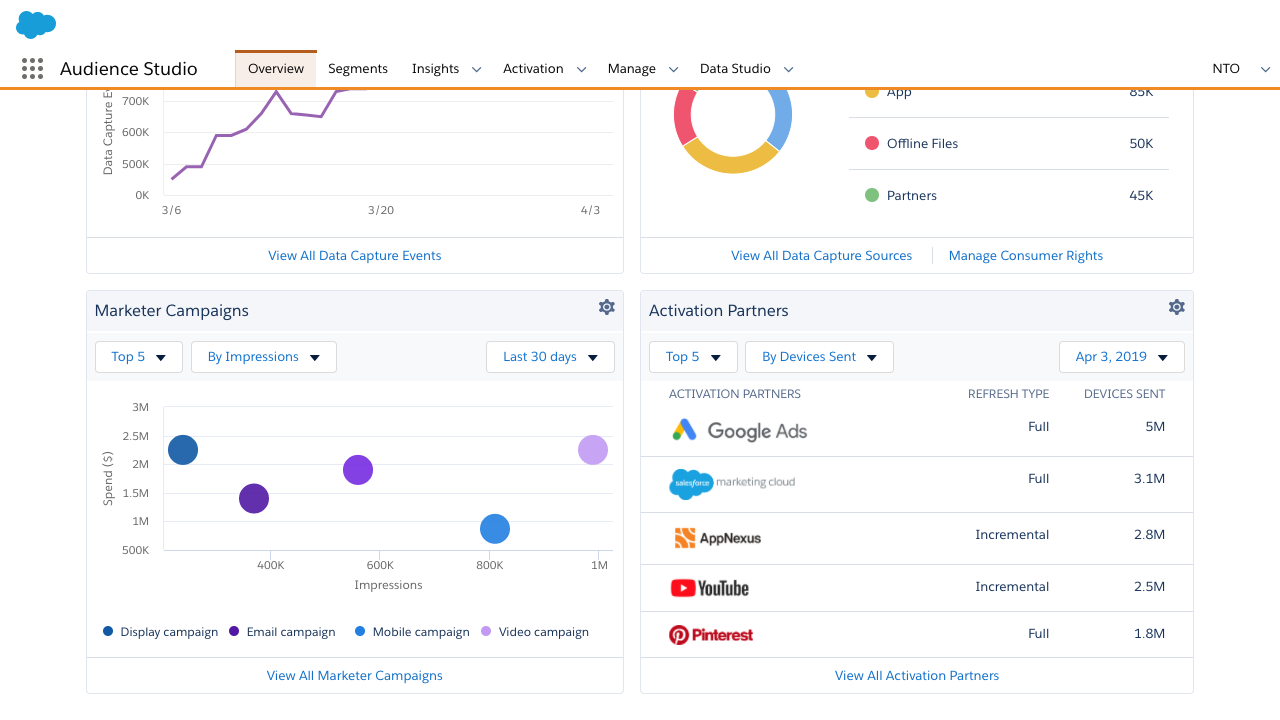 Audience Studio
Overview
Segments
Insights
Activation
Manage
Data Studio
NTO
Data Capture
700K
600K
500K
0K
3/6
3/20
4/3
View All Data Capture Events
App
85K
Offline Files
50K
Partners
45K
View All Data Capture Sources
Manage Consumer Rights
Marketer Campaigns
Top 5
By Impressions
Last 30 days
Spend ($)
3M
2.5M
2M
1.5M
1M
500K
400K
600K
800K
1M
Impressions
Display campaign
Email campaign
Mobile campaign
Video campaign
View All Marketer Campaigns
Activation Partners
Top 5
By Devices Sent
Apr 3, 2019
ACTIVATION PARTNERS REFRESH TYPE DEVICES SENT
Google Ads Full 5M
salesforce marketing cloud Full 3.1M
AppNexus Incremental 2.8M
YouTube Incremental 2.5M
Pinterest Full 1.8M
View All Activation Partners